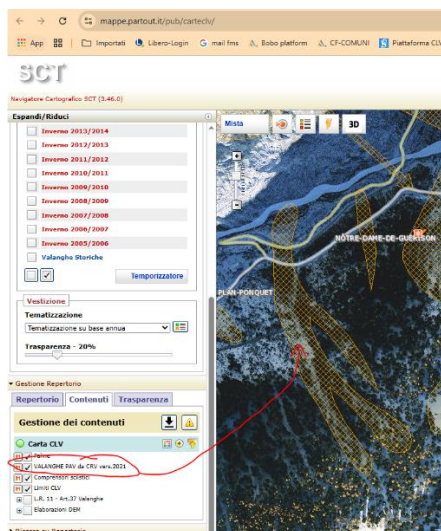 mappe.partout.it/pub/carteclv/
App
Importati
Libero-Login
mail fms
Bobo platform
CF-COMUNI
Piattaforma CLV
SCT
Navigatore Cartografico SCT (3.46.0)
Espandi/Riduci
Inverno 2013/2014
Inverno 2012/2013
Inverno 2011/2012
Inverno 2010/2011
Inverno 2009/2010
Inverno 2008/2009
Inverno 2007/2008
Inverno 2006/2007
Inverno 2005/2006
Valanghe Storiche
Temporizzatore
Vestizione
Tematizzazione
Tematizzazione su base annua
Trasparenza - 20%
Gestione Repertorio
Repertorio Contenuti Trasparenza
Gestione dei contenuti
Carta CLV
VALANGHE PAV da CRV vers.2021
Comprensori sciistici
Limiti CLV
L.R. 11 - Art.37 Valanghe
Elaborazioni DEM
Mista
3D
NÔTRE-DAME-DE-GUÉRISON
PLAN-PONQUET